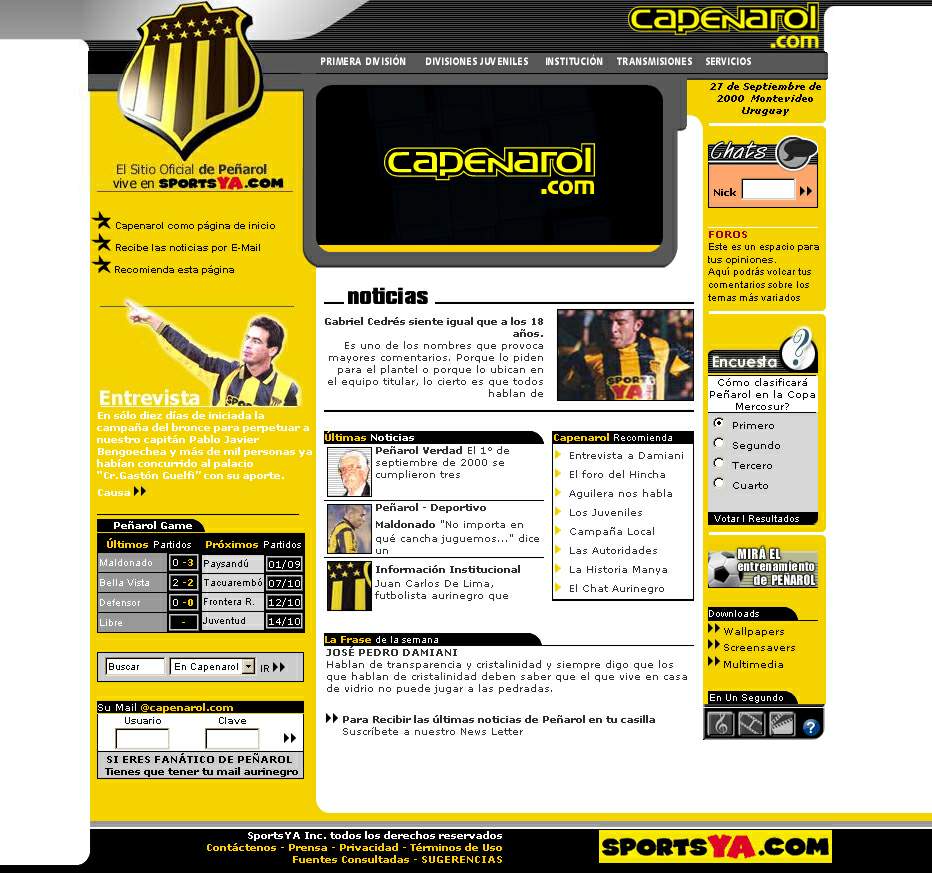 CAPENAROL
.com
PRIMERA DIVISIÓN DIVISIONES JUVENILES INSTITUCIÓN TRANSMISIONES SERVICIOS
El Sitio Oficial de Peñarol
vive en SPORTSYA.COM
Capenarol como página de inicio
Recibe las noticias por E-Mail
Recomienda esta página
Entrevista
En sólo diez días de iniciada la
campaña del bronce para perpetuar a
nuestro capitán Pablo Javier
Bengoechea y más de mil personas ya
habían concurrido al palacio
"Cr.Gastón Guelfi" con su aporte.
Causa
Peñarol Game
Últimos Partidos Próximos Partidos
Maldonado 0 -3 Paysandú 01/09
Bella Vista 2 -2 Tacuarembó 07/10
Defensor 0 -0 Frontera R. 12/10
Libre - Juventud 14/10
Buscar En Capenarol IR
Su Mail @capenarol.com
Usuario Clave
SI ERES FANÁTICO DE PEÑAROL
Tienes que tener tu mail aurinegro
CAPENAROL
.com
noticias
Gabriel Cedrés siente igual que a los 18
años.
Es uno de los nombres que provoca
mayores comentarios. Porque lo piden
para el plantel o porque lo ubican en
el equipo titular, lo cierto es que todos
hablan de
SPORTS
YA
Últimas Noticias
Peñarol Verdad El 1º de
septiembre de 2000 se
cumplieron tres
Peñarol - Deportivo
Maldonado "No importa en
qué cancha juguemos..." dice
un
Información Institucional
Juan Carlos De Lima,
futbolista aurinegro que
Capenarol Recomienda
Entrevista a Damiani
El foro del Hincha
Aguilera nos habla
Los Juveniles
Campaña Local
Las Autoridades
La Historia Manya
El Chat Aurinegro
La Frase de la semana
JOSÉ PEDRO DAMIANI
Hablan de transparencia y cristalinidad y siempre digo que los
que hablan de cristalinidad deben saber que el que vive en casa
de vidrio no puede jugar a las pedradas.
Para Recibir las últimas noticias de Peñarol en tu casilla
Suscríbete a nuestro News Letter
27 de Septiembre de
2000 Montevideo
Uruguay
Chats
Nick
FOROS
Este es un espacio para
tus opiniones.
Aquí podrás volcar tus
comentarios sobre los
temas más variados
Encuesta
Cómo clasificará
Peñarol en la Copa
Mercosur?
Primero
Segundo
Tercero
Cuarto
Votar I Resultados
MIRÁ EL
entrenamiento
de PEÑAROL
Downloads
Wallpapers
Screensavers
Multimedia
En Un Segundo
SportsYA Inc. todos los derechos reservados
Contáctenos - Prensa - Privacidad - Términos de Uso
Fuentes Consultadas - SUGERENCIAS
SPORTSYA.COM